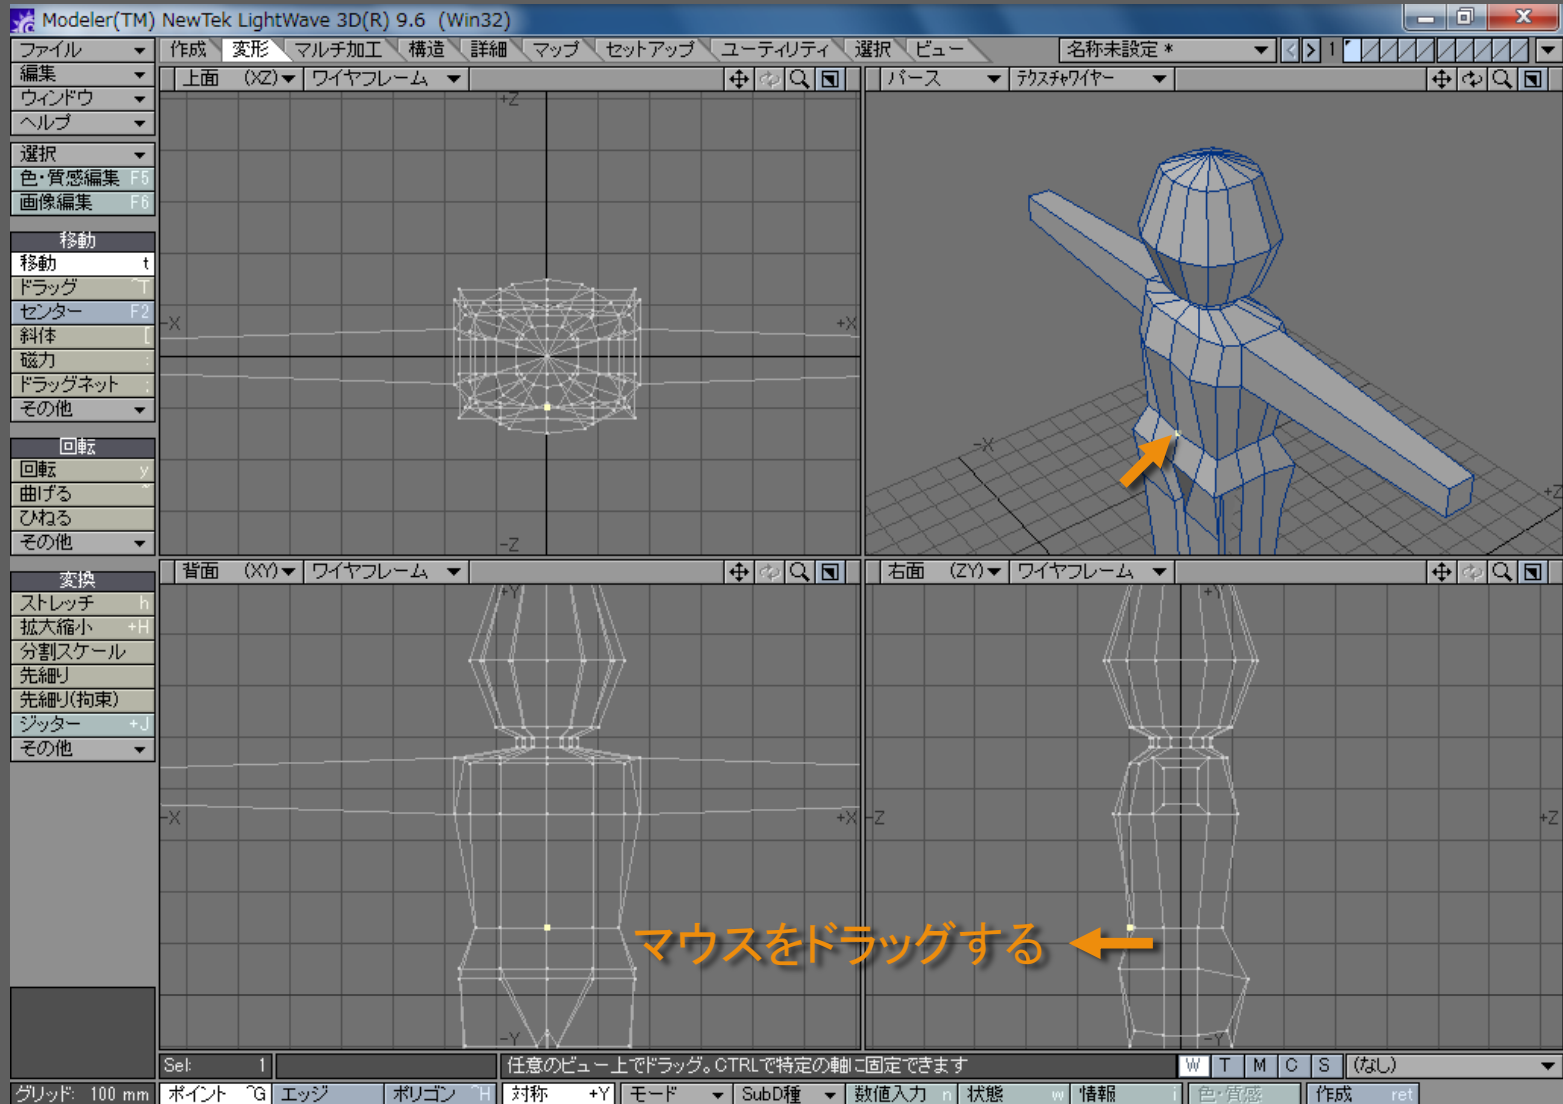 Modeler(TM) NewTek LightWave 3D(R) 9.6 (Win32)
ファイル 作成 変形 マルチ加工 構造 詳細 マップ セットアップ ユーティリティ 選択 ビュー 名称未設定 * < > 1
編集 上面 (XZ) ワイヤフレーム パース テクスチャワイヤー
ウィンドウ
ヘルプ
選択
色・質感編集 F5
画像編集 F6
移動
移動 t
ドラッグ ^T
センター F2
斜体 [
磁力 :
ドラッグネット ;
その他
回転
回転 y
曲げる ~
ひねる
その他
変換
ストレッチ h
拡大縮小 +H
分割スケール
先細り
先細り(拘束)
ジッター +J
その他
+Z
-X +X
-Z
-X
+Z
背面 (XY) ワイヤフレーム 右面 (ZY) ワイヤフレーム
+Y +Y
-X +X -Z +Z
マウスをドラッグする
-Y -Y
Sel: 1 任意のビュー上でドラッグ。CTRLで特定の軸に固定できます W T M C S (なし)
グリッド: 100 mm ポイント ^G エッジ ポリゴン ^H 対称 +Y モード SubD種 数値入力 n 状態 w 情報 i 色・質感 作成 ret